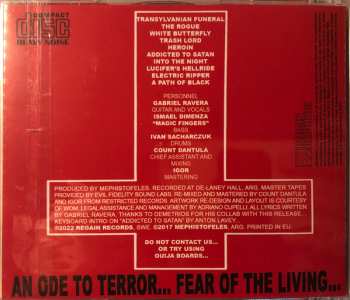 COMPACT
disc
HEAVY NOISE
TRANSYLVANIAN FUNERAL
THE ROGUE
WHITE BUTTERFLY
TRASH LORD
HEROIN
ADDICTED TO SATAN
INTO THE NIGHT
LUCIFER'S HELLRIDE
ELECTRIC RIPPER
A PATH OF BLACK
PERSONNEL
GABRIEL RAVERA
GUITAR AND VOCALS
ISMAEL DIMENZA
"MAGIC FINGERS"
BASS
IVAN SACHARCZUK
DRUMS
COUNT DANTULA
CHEF ASSISTANT AND
MIXING
IGOR
MASTERING
PRODUCED BY MEPHISTOFELES. RECORDED AT DE LANEY HALL, ARG. MASTER TAPES
PROVIDED BY EVIL FIDELITY SOUND LABS. RE-MIXED AND MASTERED BY COUNT DANTULA
AND IGOR FROM RESTRICTED RECORDS. ARTWORK RE-DESIGN AND LAYOUT IS COURTESY
OF WOM. LEGAL ASSISTANCE AND MANAGEMENT BY ADRIANO CUPELLI. ALL LYRICS WRITTEN
BY GABRIEL RAVERA. THANKS TO DEMETRIOS FOR HIS COLLAB WITH THIS RELEASE.
KEYBOARD INTRO ON "ADDICTED TO SATAN" BY ANTON LAVEY.
©2022 REGAIN RECORDS, SWE. ©2017 MEPHISTOFELES, ARG. PRINTED IN EU.
DO NOT CONTACT US...
OR TRY USING
OUIJA BOARDS...
AN ODE TO TERROR... FEAR OF THE LIVING...